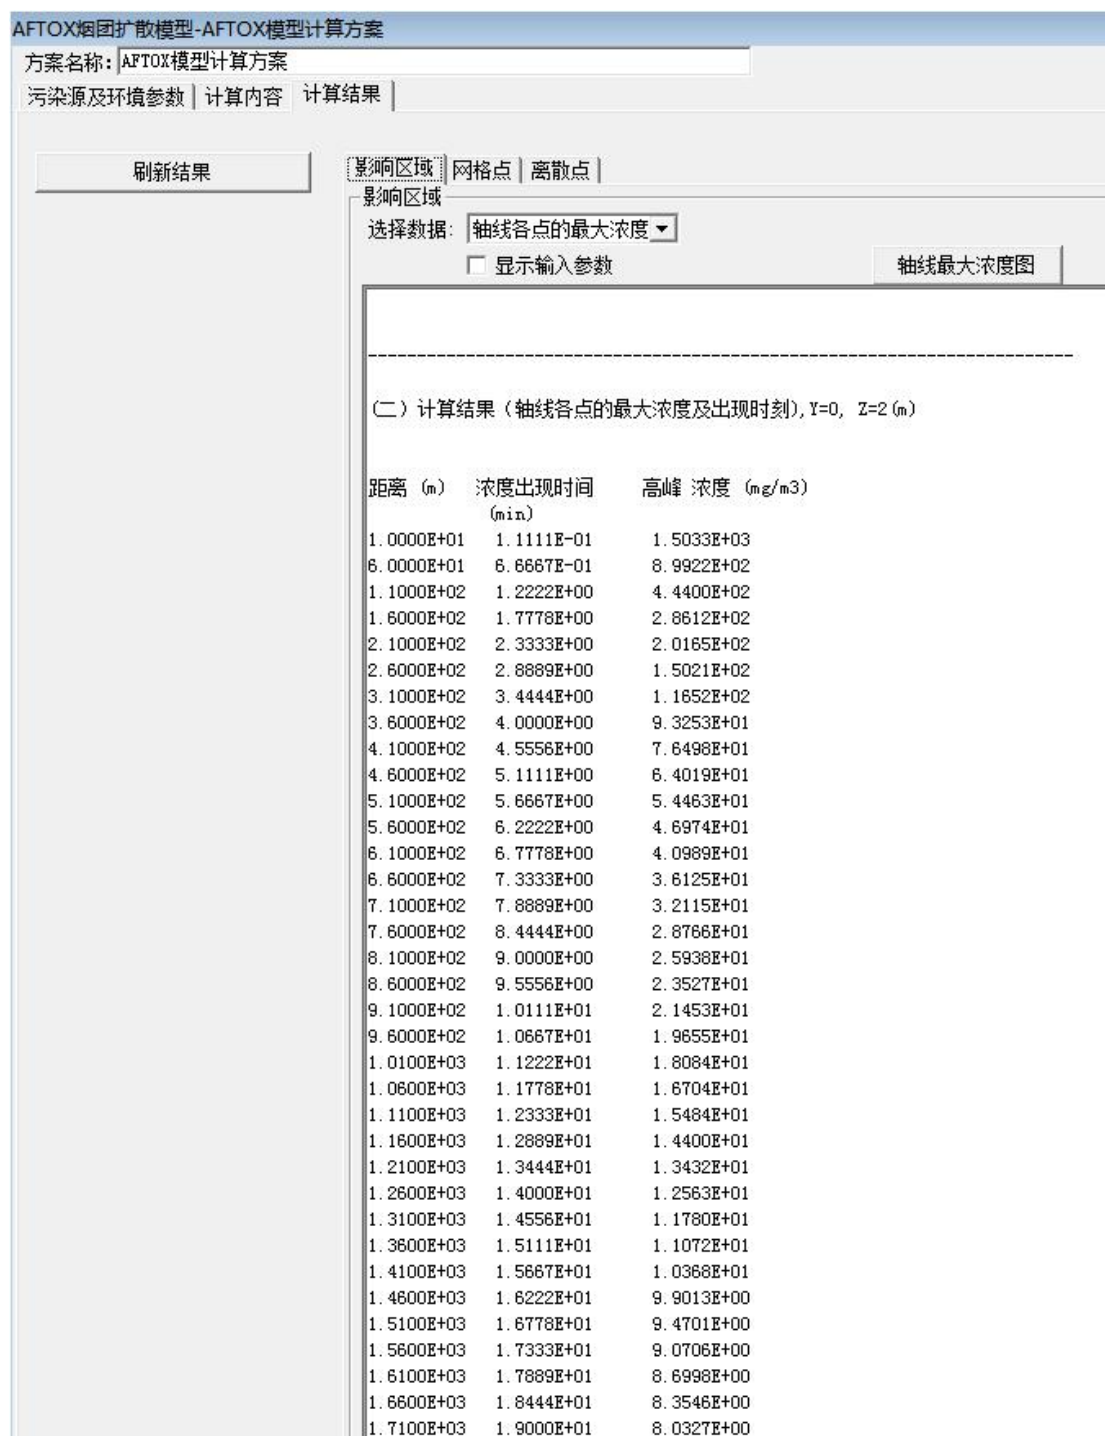 AFTOX烟团扩散模型-AFTOX模型计算方案
方案名称: AFTOX模型计算方案
污染源及环境参数 计算内容 计算结果
刷新结果
影响区域 网格点 离散点
影响区域
选择数据: 轴线各点的最大浓度
显示输入参数 轴线最大浓度图
------------------------------------------------------------------------
(二) 计算结果 (轴线各点的最大浓度及出现时刻),Y=0, Z=2(m)
距离 (m) 浓度出现时间 高峰 浓度 (mg/m3)
(min)
1.0000E+01 1.1111E-01 1.5033E+03
6.0000E+01 6.6667E-01 8.9922E+02
1.1000E+02 1.2222E+00 4.4400E+02
1.6000E+02 1.7778E+00 2.8612E+02
2.1000E+02 2.3333E+00 2.0165E+02
2.6000E+02 2.8889E+00 1.5021E+02
3.1000E+02 3.4444E+00 1.1652E+02
3.6000E+02 4.0000E+00 9.3253E+01
4.1000E+02 4.5556E+00 7.6498E+01
4.6000E+02 5.1111E+00 6.4019E+01
5.1000E+02 5.6667E+00 5.4463E+01
5.6000E+02 6.2222E+00 4.6974E+01
6.1000E+02 6.7778E+00 4.0989E+01
6.6000E+02 7.3333E+00 3.6125E+01
7.1000E+02 7.8889E+00 3.2115E+01
7.6000E+02 8.4444E+00 2.8766E+01
8.1000E+02 9.0000E+00 2.5938E+01
8.6000E+02 9.5556E+00 2.3527E+01
9.1000E+02 1.0111E+01 2.1453E+01
9.6000E+02 1.0667E+01 1.9655E+01
1.0100E+03 1.1222E+01 1.8084E+01
1.0600E+03 1.1778E+01 1.6704E+01
1.1100E+03 1.2333E+01 1.5484E+01
1.1600E+03 1.2889E+01 1.4400E+01
1.2100E+03 1.3444E+01 1.3432E+01
1.2600E+03 1.4000E+01 1.2563E+01
1.3100E+03 1.4556E+01 1.1780E+01
1.3600E+03 1.5111E+01 1.1072E+01
1.4100E+03 1.5667E+01 1.0368E+01
1.4600E+03 1.6222E+01 9.9013E+00
1.5100E+03 1.6778E+01 9.4701E+00
1.5600E+03 1.7333E+01 9.0706E+00
1.6100E+03 1.7889E+01 8.6998E+00
1.6600E+03 1.8444E+01 8.3546E+00
1.7100E+03 1.9000E+01 8.0327E+00